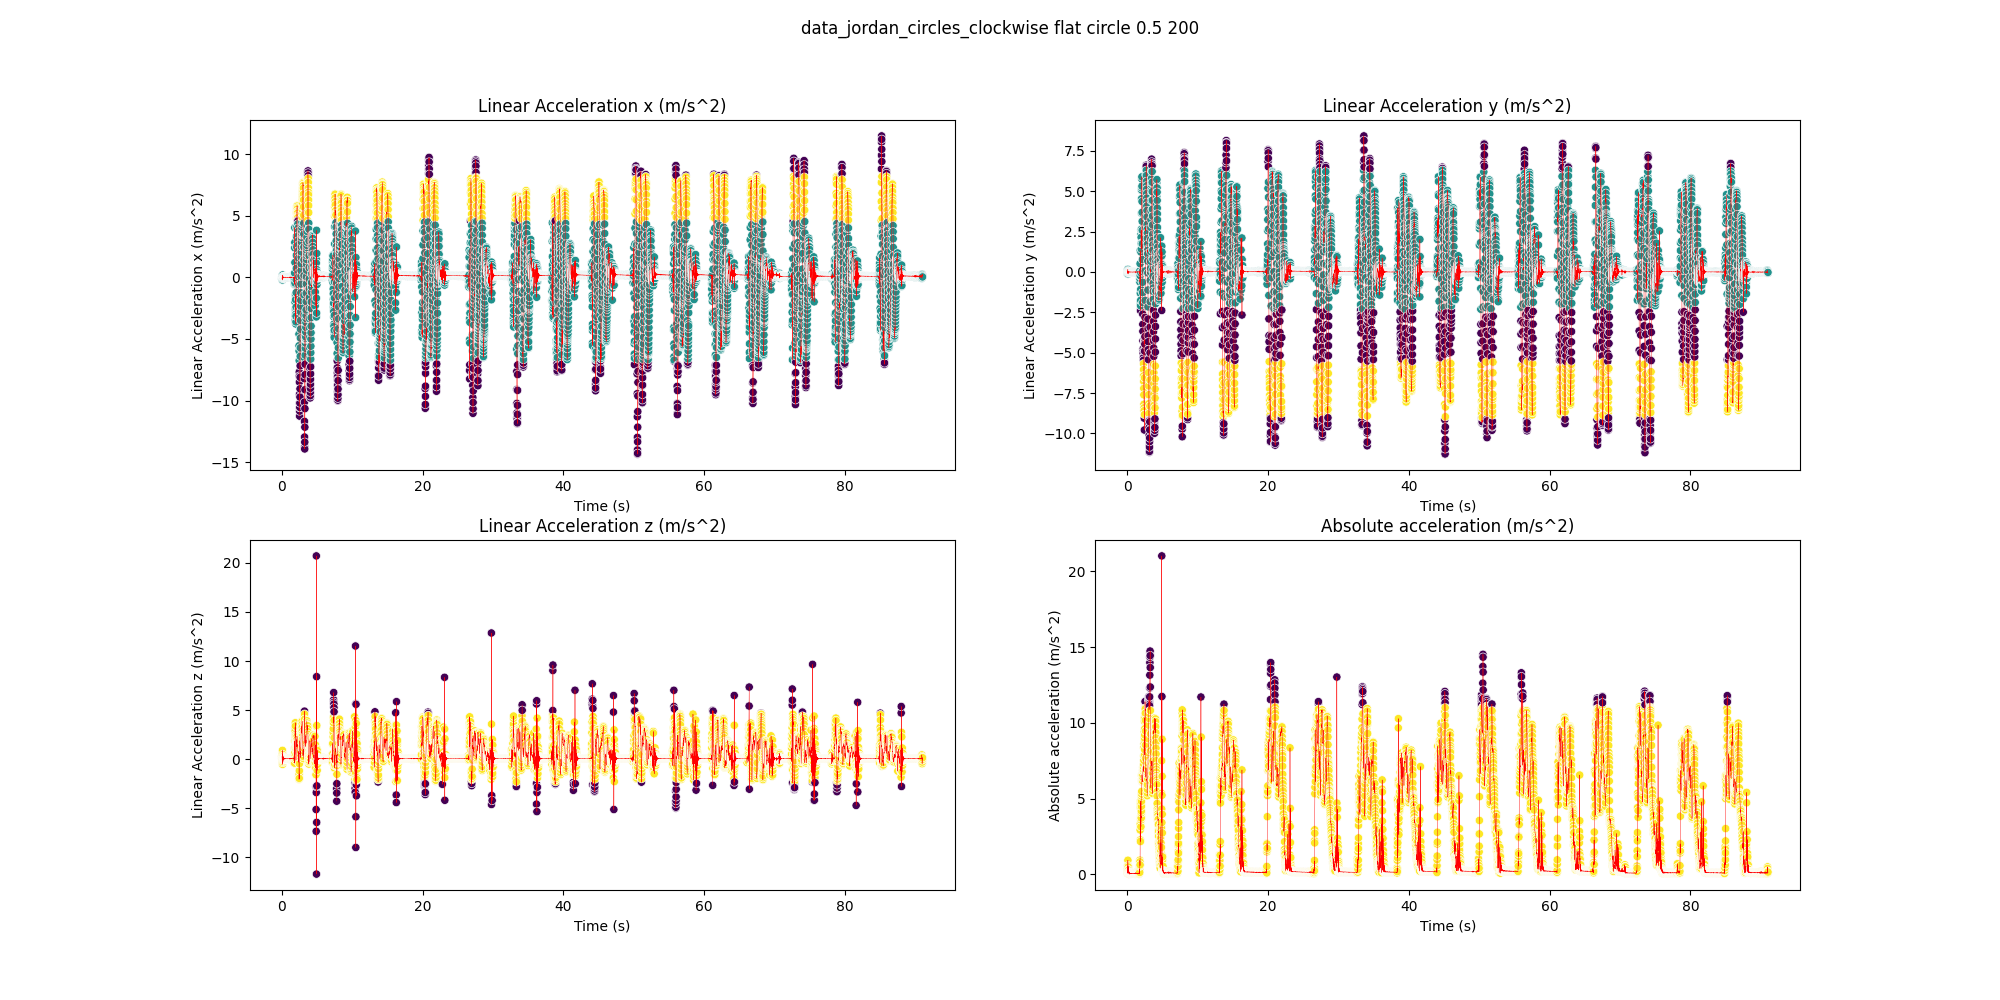 data_jordan_circles_clockwise flat circle 0.5 200
Linear Acceleration x (m/s^2)
Linear Acceleration x (m/s^2)
10
5
0
−5
−10
−15
0 20 40 60 80
Time (s)
Linear Acceleration y (m/s^2)
Linear Acceleration y (m/s^2)
7.5
5.0
2.5
0.0
−2.5
−5.0
−7.5
−10.0
0 20 40 60 80
Time (s)
Linear Acceleration z (m/s^2)
Linear Acceleration z (m/s^2)
20
15
10
5
0
−5
−10
0 20 40 60 80
Time (s)
Absolute acceleration (m/s^2)
Absolute acceleration (m/s^2)
20
15
10
5
0
0 20 40 60 80
Time (s)